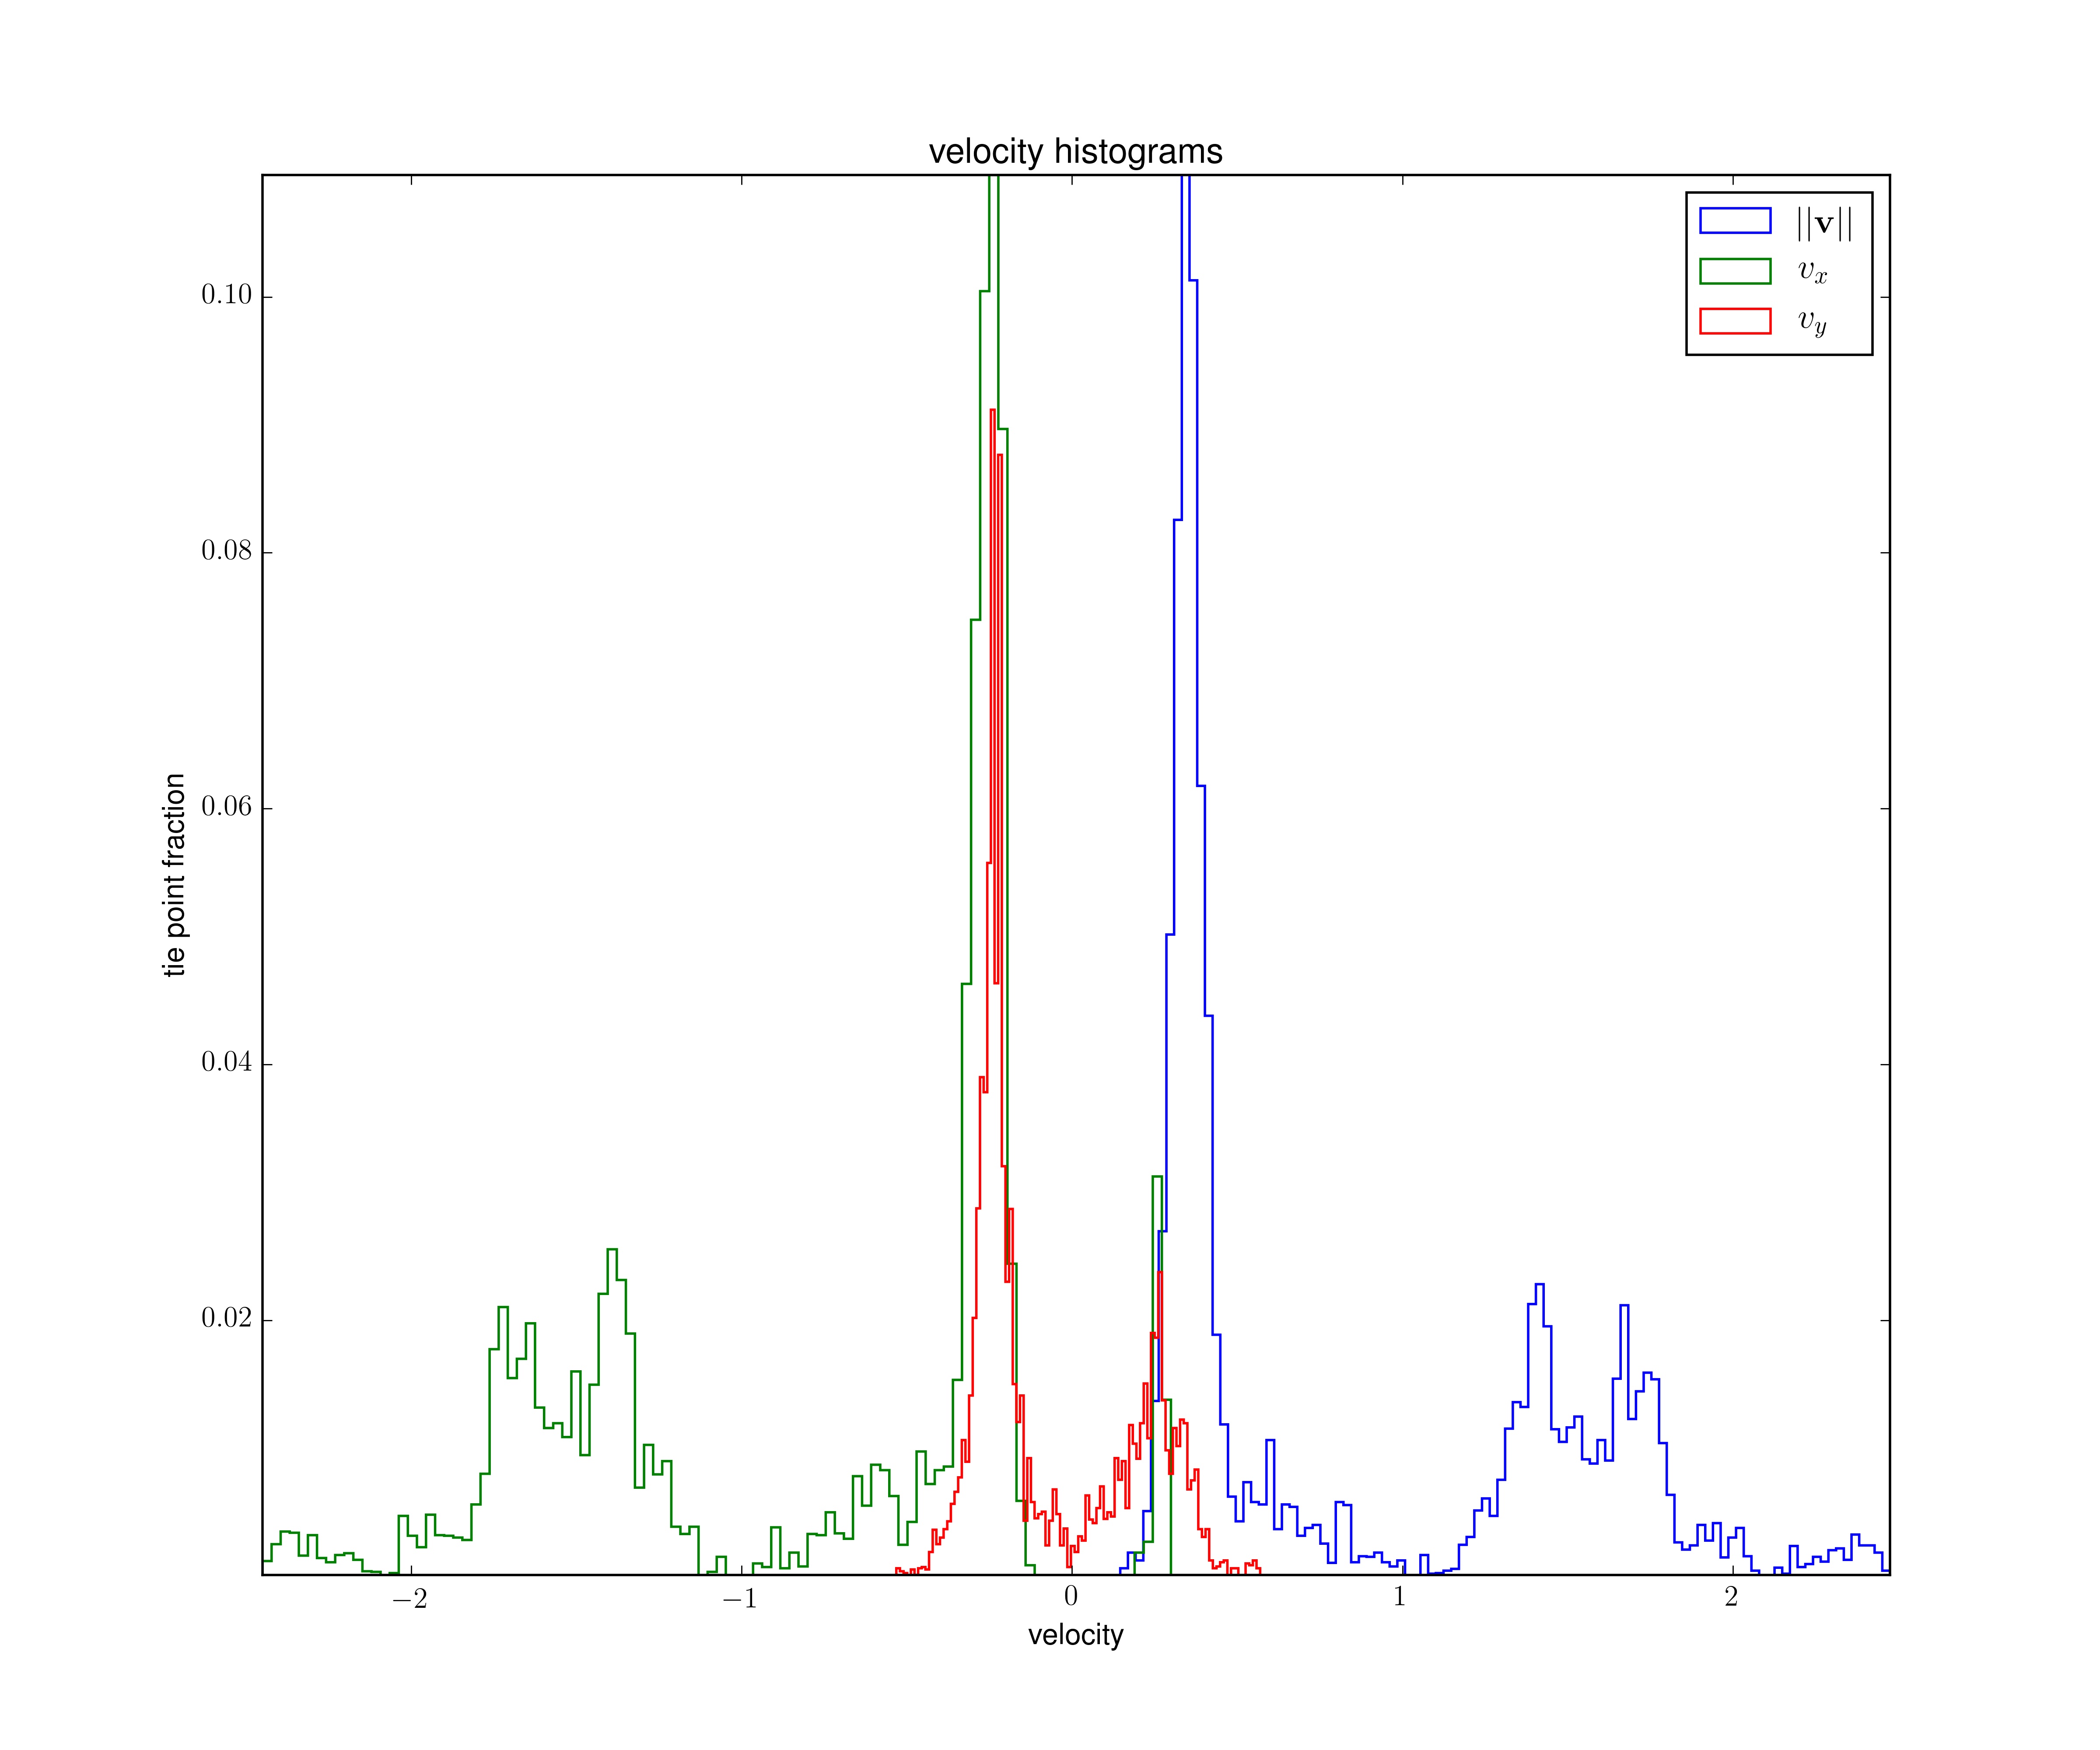 velocity histograms
||v||
v_x
v_y
0.10
0.08
0.06
0.04
0.02
tie point fraction
−2 −1 0 1 2
velocity